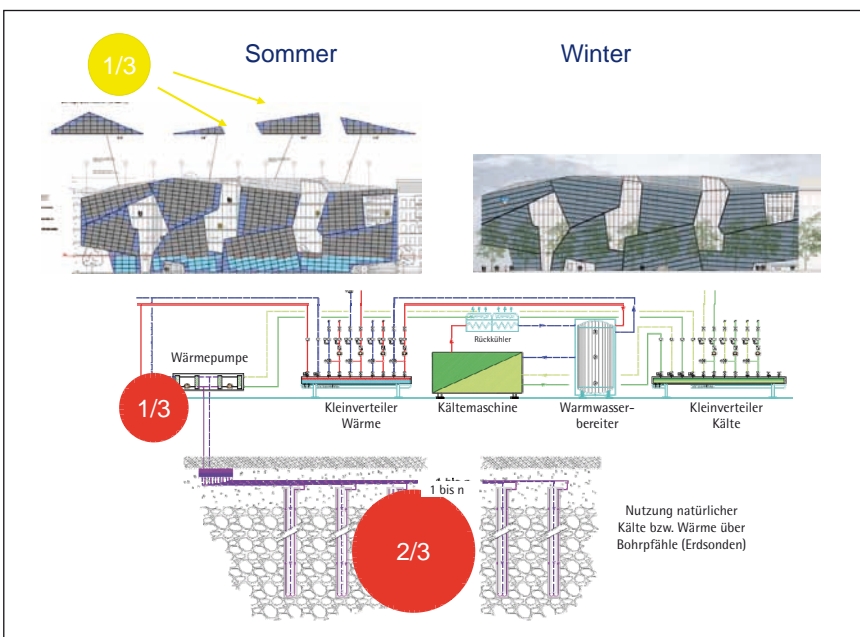 Sommer
Winter
1/3
Wärmepumpe
Rückkühler
1/3
Kleinverteiler
Wärme
Kältemaschine
Warmwasser-
bereiter
Kleinverteiler
Kälte
1 bis n
2/3
Nutzung natürlicher
Kälte bzw. Wärme über
Bohrpfähle (Erdsonden)